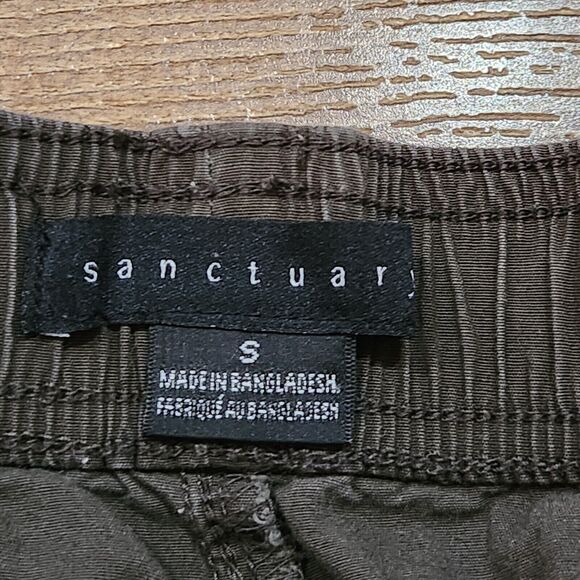 sanctuary
S
MADE IN BANGLADESH.
FABRIQUÉ AU BANGLADESH